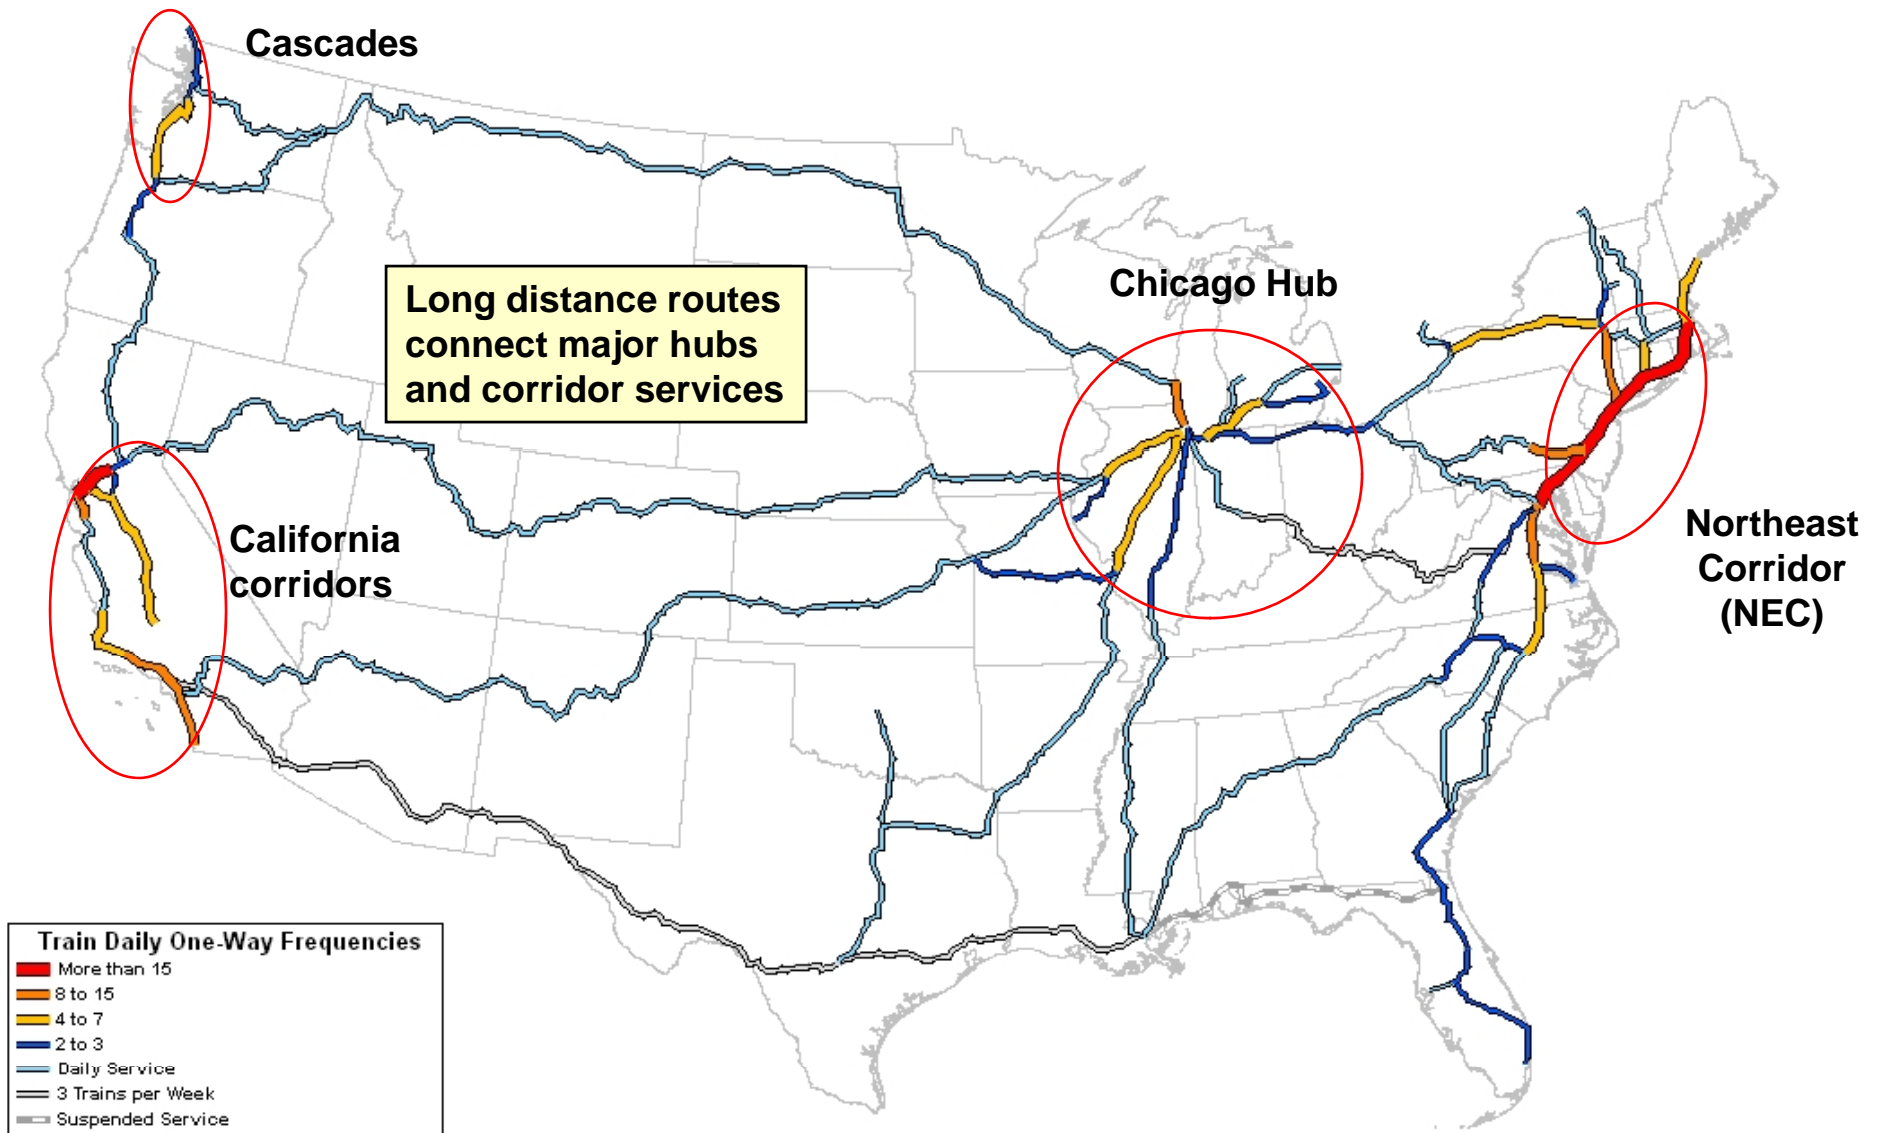 Cascades
Chicago Hub
Long distance routes
connect major hubs
and corridor services
California
corridors
Northeast
Corridor
(NEC)
Train Daily One-Way Frequencies
More than 15
8 to 15
4 to 7
2 to 3
Daily Service
3 Trains per Week
Suspended Service